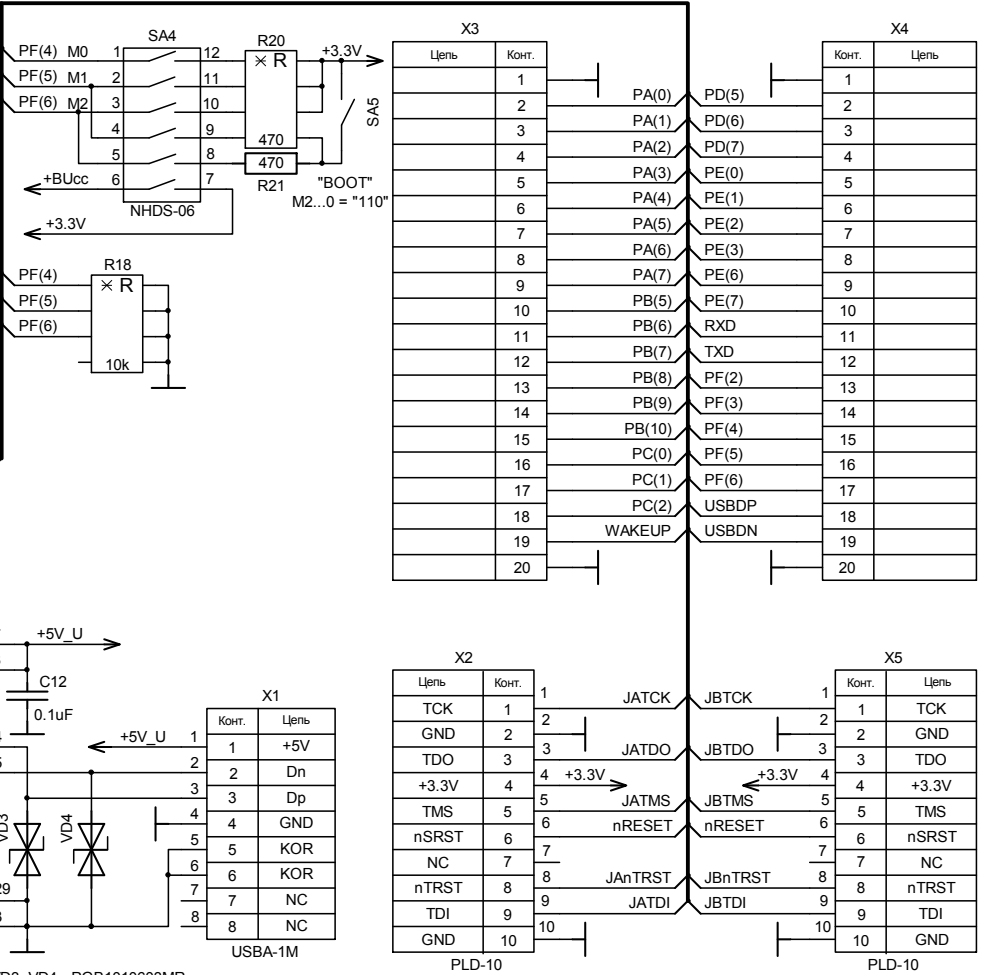 SA4
R20
PF(4) M0 1 12 × R +3.3V
PF(5) M1 2 11
PF(6) M2 3 10
4 9 470
5 8 470
+BUcc 6 7 R21 "BOOT"
NHDS-06 M2...0 = "110"
+3.3V
SA5
R18
PF(4) × R
PF(5)
PF(6)
10k
X3
Цепь Конт.
1
2 PA(0)
3 PA(1)
4 PA(2)
5 PA(3)
6 PA(4)
7 PA(5)
8 PA(6)
9 PA(7)
10 PB(5)
11 PB(6)
12 PB(7)
13 PB(8)
14 PB(9)
15 PB(10)
16 PC(0)
17 PC(1)
18 PC(2)
19 WAKEUP
20
X4
Конт. Цепь
1
PD(5) 2
PD(6) 3
PD(7) 4
PE(0) 5
PE(1) 6
PE(2) 7
PE(3) 8
PE(6) 9
PE(7) 10
RXD 11
TXD 12
PF(2) 13
PF(3) 14
PF(4) 15
PF(5) 16
PF(6) 17
USBDP 18
USBDN 19
20
+5V_U
C12
0.1uF
VD3
VD4
X1
Конт. Цепь
+5V_U 1 1 +5V
2 2 Dn
3 3 Dp
4 4 GND
5 5 KOR
6 6 KOR
7 7 NC
8 8 NC
USBA-1M
X2
Цепь Конт.
TCK 1 1 JATCK
GND 2 2
TDO 3 3 JATDO
+3.3V 4 4 +3.3V
TMS 5 5 JATMS
nSRST 6 6 nRESET
NC 7 7
nTRST 8 8 JAnTRST
TDI 9 9 JATDI
GND 10 10
PLD-10
X5
Конт. Цепь
JBTCK 1 1 TCK
2 2 GND
JBTDO 3 3 TDO
+3.3V 4 4 +3.3V
JBTMS 5 5 TMS
nRESET 6 6 nSRST
7 7 NC
JBnTRST 8 8 nTRST
JBTDI 9 9 TDI
10 10 GND
PLD-10